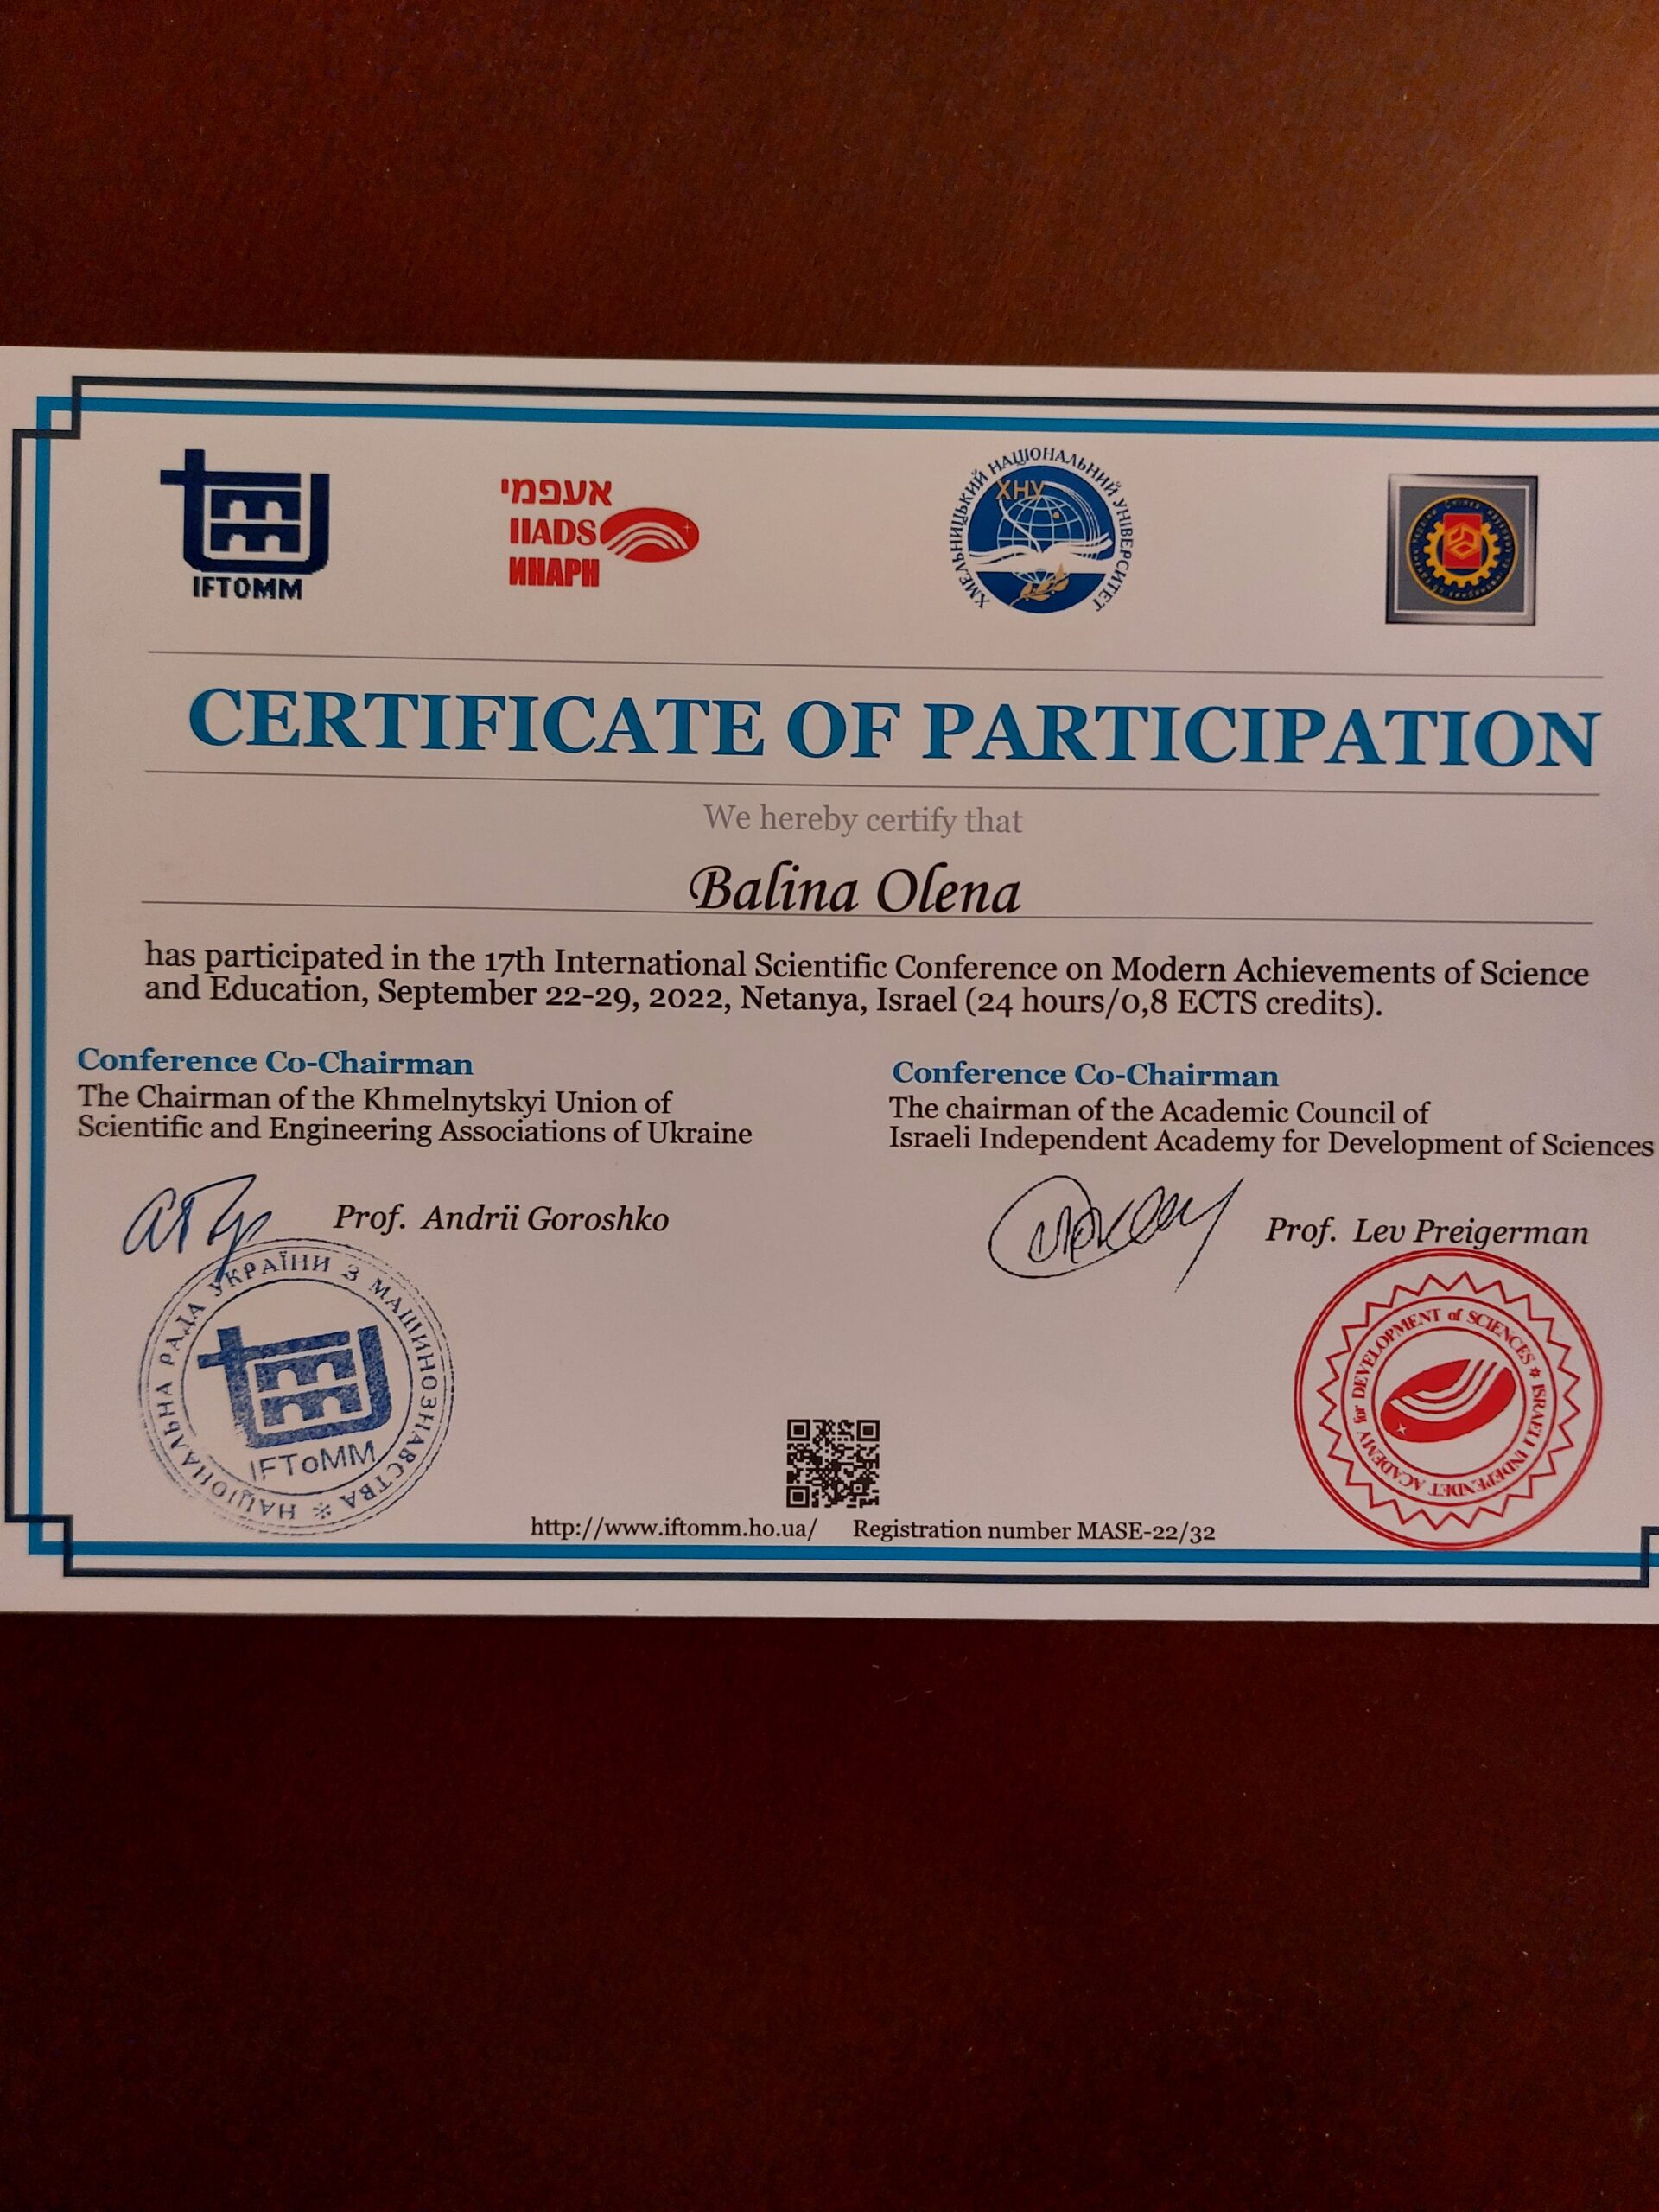 IFTOMM
אעפמי
IIADS
ИНАРН
ХМЕЛЬНИЦЬКИЙ НАЦІОНАЛЬНИЙ УНІВЕРСИТЕТ
ХНУ
CERTIFICATE OF PARTICIPATION
We hereby certify that
Balina Olena
has participated in the 17th International Scientific Conference on Modern Achievements of Science
and Education, September 22-29, 2022, Netanya, Israel (24 hours/0,8 ECTS credits).
Conference Co-Chairman
The Chairman of the Khmelnytskyi Union of
Scientific and Engineering Associations of Ukraine
Prof. Andrii Goroshko
Conference Co-Chairman
The chairman of the Academic Council of
Israeli Independent Academy for Development of Sciences
Prof. Lev Preigerman
НАЦІОНАЛЬНА РАДА УКРАЇНИ З МАШИНОЗНАВСТВА *
IFToMM
ISRAELI INDEPENDET ACADEMY for DEVELOPMENT of SCIENCES *
http://www.iftomm.ho.ua/ Registration number MASE-22/32